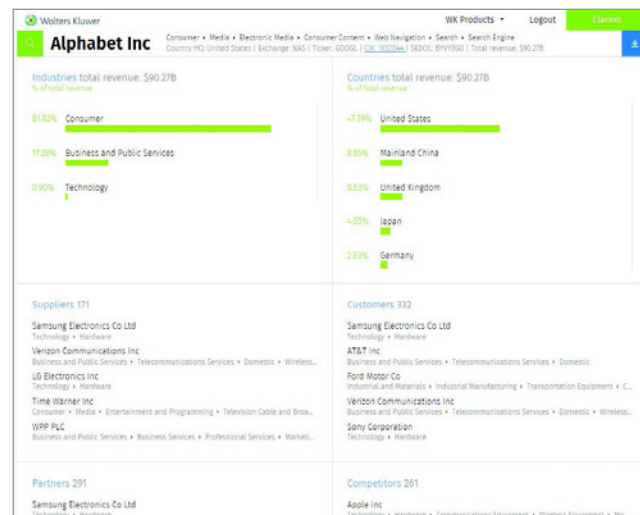 Wolters Kluwer
WK Products
Logout
Clarion
Alphabet Inc
Consumer • Media • Electronic Media • Consumer Content • Web Navigation • Search • Search Engine
Country HQ: United States | Exchange: NAS | Ticker: GOOGL | CIK: 1652044 | SEDOL: BYVY8G0 | Total revenue: $90.27B
Industries total revenue: $90.27B
% of total revenue
81.82% Consumer
17.28% Business and Public Services
0.90% Technology
Countries total revenue: $90.27B
% of total revenue
47.39% United States
Mainland China
8.63% United Kingdom
Japan
2.83% Germany
Suppliers 171
Samsung Electronics Co Ltd
Technology • Hardware
Verizon Communications Inc
Business and Public Services • Telecommunications Services • Domestic • Wireless...
LG Electronics Inc
Technology • Hardware
Time Warner Inc
Consumer • Media • Entertainment and Programming • Television Cable and Broa...
WPP PLC
Business and Public Services • Business Services • Professional Services • Marketi...
Customers 332
Samsung Electronics Co Ltd
Technology • Hardware
AT&T Inc
Business and Public Services • Telecommunications Services • Domestic
Ford Motor Co
Industrial and Materials • Industrial Manufacturing • Transportation Equipment • C...
Verizon Communications Inc
Business and Public Services • Telecommunications Services • Domestic • Wireless...
Sony Corporation
Technology • Hardware
Partners 291
Samsung Electronics Co Ltd
Technology • Hardware
Competitors 261
Apple Inc
Technology • Hardware • Communications Equipment • Wireless Equipment • Mo...